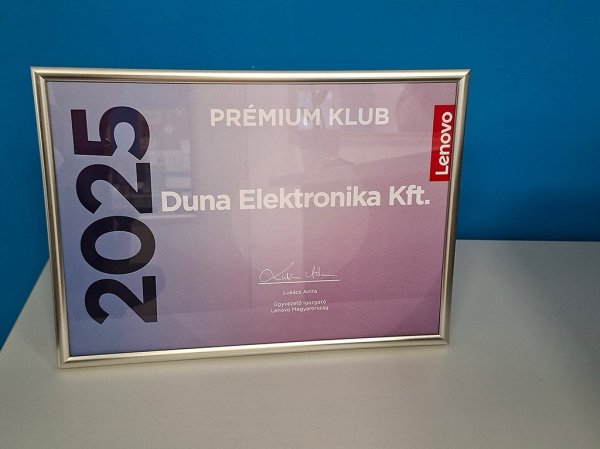 2025
PRÉMIUM KLUB
Lenovo
Duna Elektronika Kft.
Lukács Anita
Ügyvezető igazgató
Lenovo Magyarország